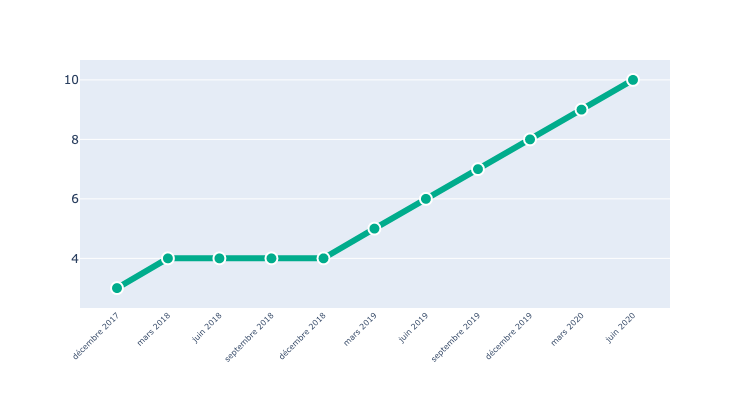 10
8
6
4
décembre 2017
mars 2018
juin 2018
septembre 2018
décembre 2018
mars 2019
juin 2019
septembre 2019
décembre 2019
mars 2020
juin 2020